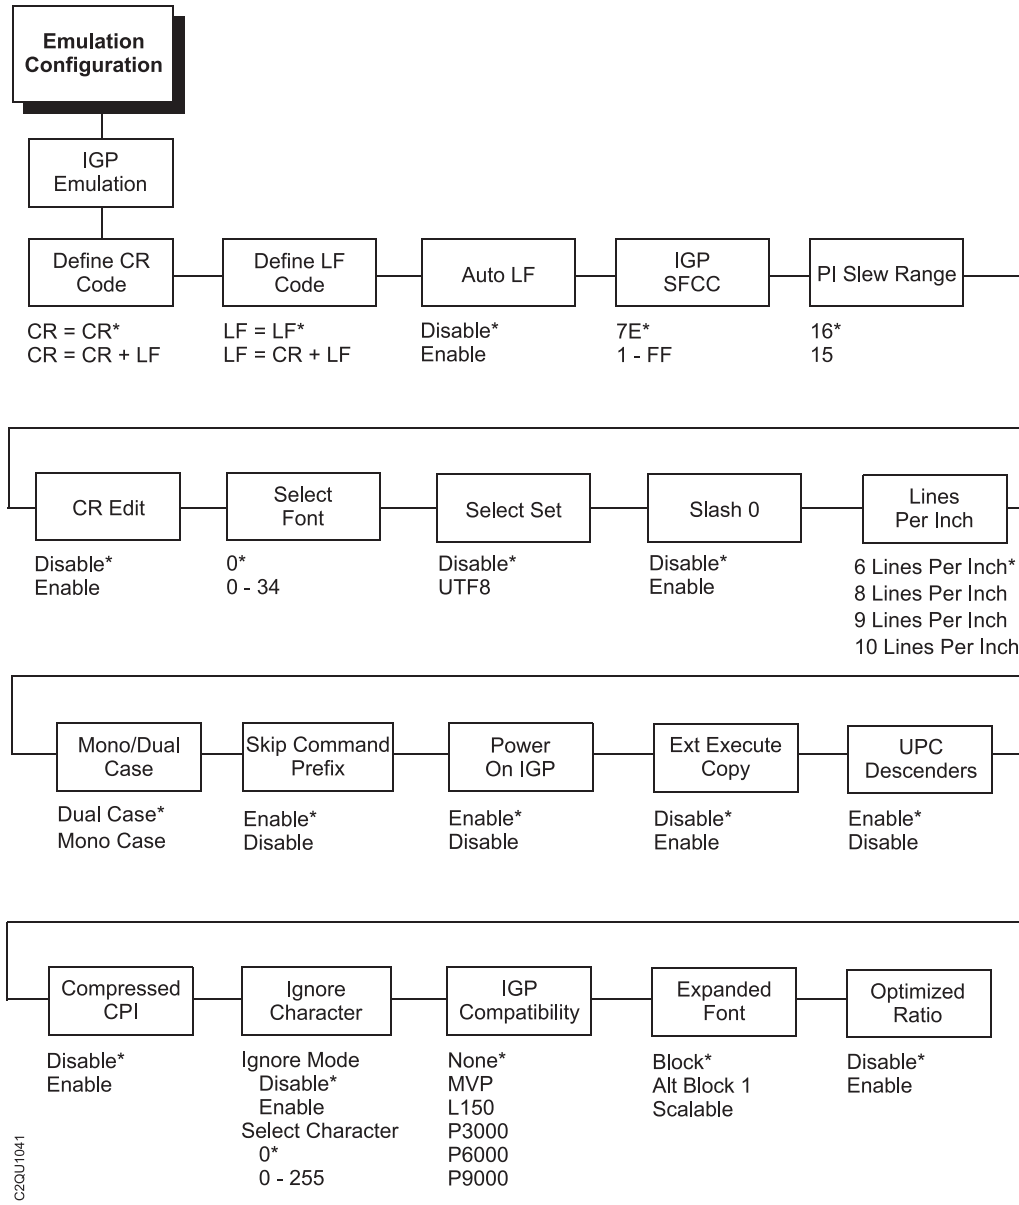 Emulation
Configuration
IGP
Emulation
Define CR
Code
CR = CR*
CR = CR + LF
Define LF
Code
LF = LF*
LF = CR + LF
Auto LF
Disable*
Enable
IGP
SFCC
7E*
1 - FF
PI Slew Range
16*
15
CR Edit
Disable*
Enable
Select
Font
0*
0 - 34
Select Set
Disable*
UTF8
Slash 0
Disable*
Enable
Lines
Per Inch
6 Lines Per Inch*
8 Lines Per Inch
9 Lines Per Inch
10 Lines Per Inch
Mono/Dual
Case
Dual Case*
Mono Case
Skip Command
Prefix
Enable*
Disable
Power
On IGP
Enable*
Disable
Ext Execute
Copy
Disable*
Enable
UPC
Descenders
Enable*
Disable
Compressed
CPI
Disable*
Enable
Ignore
Character
Ignore Mode
Disable*
Enable
Select Character
0*
0 - 255
IGP
Compatibility
None*
MVP
L150
P3000
P6000
P9000
Expanded
Font
Block*
Alt Block 1
Scalable
Optimized
Ratio
Disable*
Enable
C2QU1041